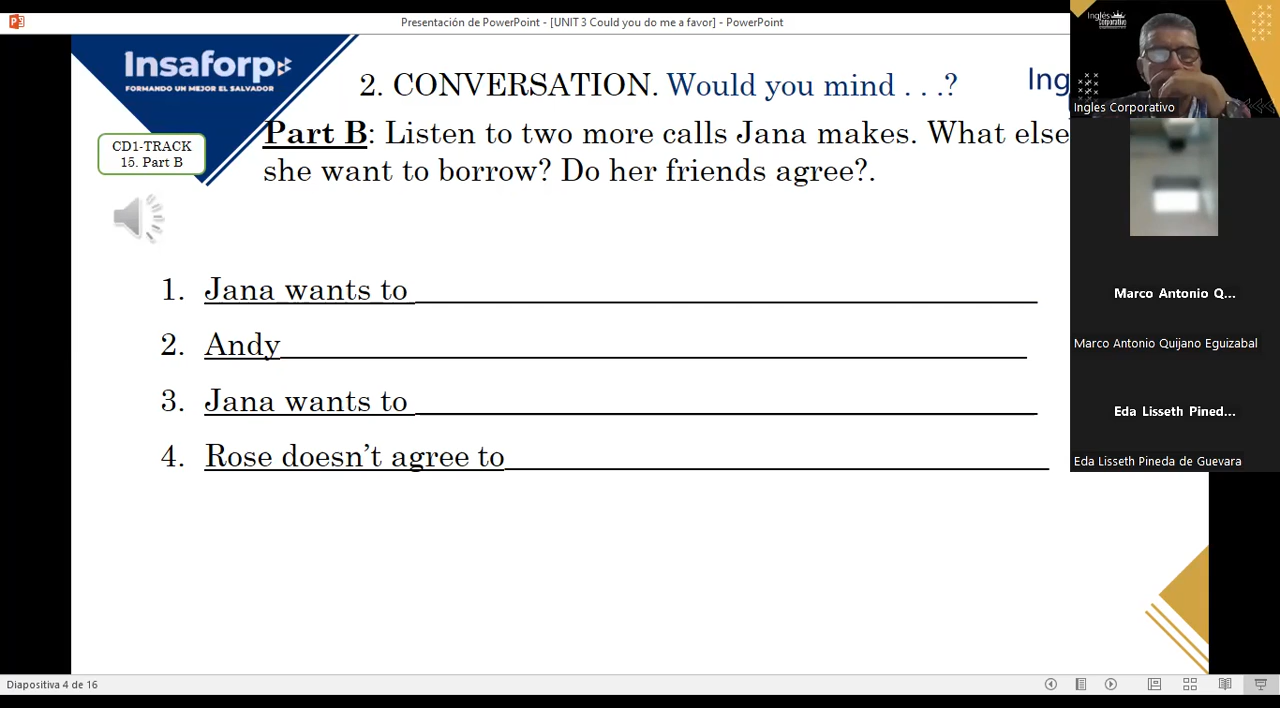 Presentación de PowerPoint - [UNIT 3 Could you do me a favor] - PowerPoint
Insaforp
FORMANDO UN MEJOR EL SALVADOR
2. CONVERSATION. Would you mind . . .?
Ing
Part B: Listen to two more calls Jana makes. What else
she want to borrow? Do her friends agree?.
CD1-TRACK
15. Part B
1. Jana wants to
2. Andy
3. Jana wants to
4. Rose doesn’t agree to
Inglés
Corporativo
Ingles Corporativo
Marco Antonio Q...
Marco Antonio Quijano Eguizabal
Eda Lisseth Pined...
Eda Lisseth Pineda de Guevara
Diapositiva 4 de 16